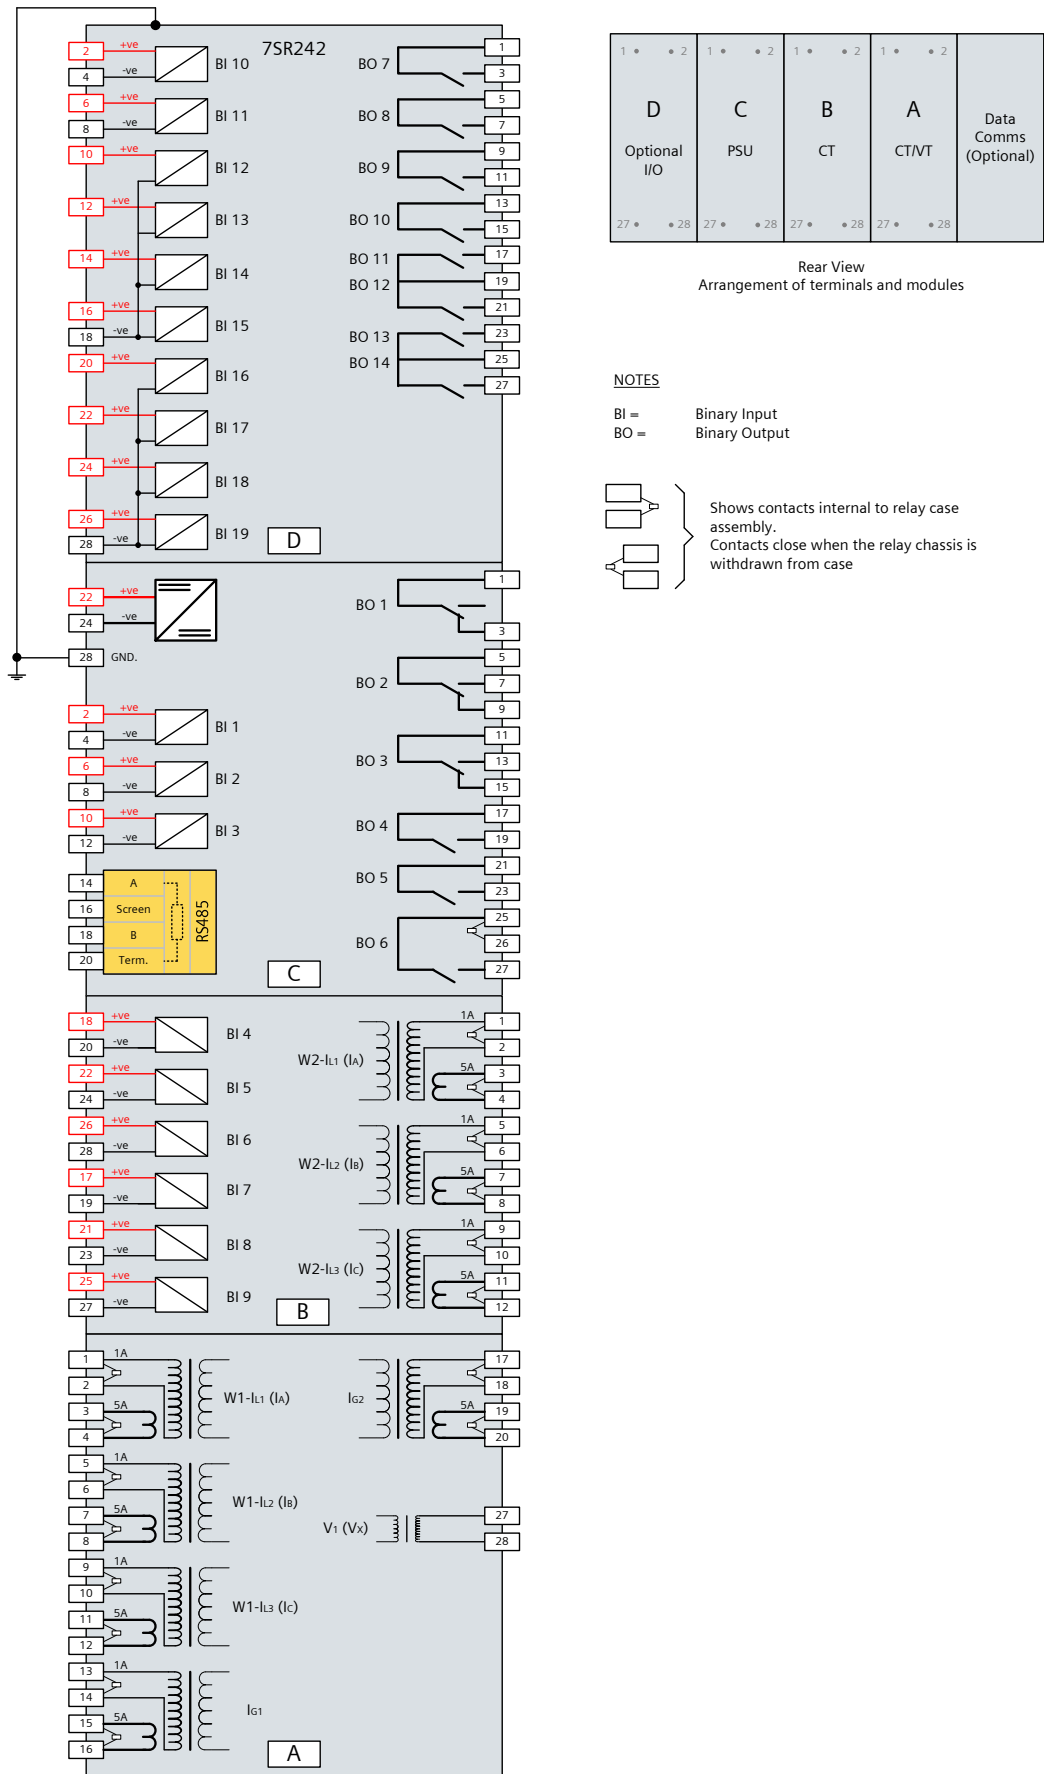 7SR242
2 +ve BI 10 BO 7 1
4 -ve 3
6 +ve BI 11 BO 8 5
8 -ve 7
10 +ve BI 12 BO 9 9
11
12 +ve BI 13 BO 10 13
15
14 +ve BI 14 BO 11 17
BO 12 19
16 +ve BI 15 21
18 -ve BO 13 23
20 +ve BI 16 BO 14 25
27
22 +ve BI 17
24 +ve BI 18
26 +ve BI 19
28 -ve
D
22 +ve BO 1 1
24 -ve 3
28 GND.
BO 2 5
7
9
2 +ve BI 1
4 -ve
BO 3 11
13
15
6 +ve BI 2
8 -ve
10 +ve BI 3
12 -ve
BO 4 17
19
BO 5 21
23
14 A
16 Screen
18 B
20 Term.
RS485
BO 6 25
26
27
C
18 +ve BI 4
20 -ve
22 +ve BI 5
24 -ve
26 +ve BI 6
28 -ve
17 +ve BI 7
19 -ve
21 +ve BI 8
23 -ve
25 +ve BI 9
27 -ve
W2-IL1 (IA) 1A 1
2
5A 3
4
W2-IL2 (IB) 1A 5
6
5A 7
8
W2-IL3 (IC) 1A 9
10
5A 11
12
B
1 1A W1-IL1 (IA)
2
3 5A
4
5 1A W1-IL2 (IB)
6
7 5A
8
9 1A W1-IL3 (IC)
10
11 5A
12
13 1A IG1
14
15 5A
16
IG2 17
18
5A 19
20
V1 (VX) 27
28
A
1 2 1 2 1 2 1 2
D C B A
Optional I/O
PSU
CT
CT/VT
Data
Comms
(Optional)
27 28 27 28 27 28 27 28
Rear View
Arrangement of terminals and modules
NOTES
BI = Binary Input
BO = Binary Output
Shows contacts internal to relay case
assembly.
Contacts close when the relay chassis is
withdrawn from case